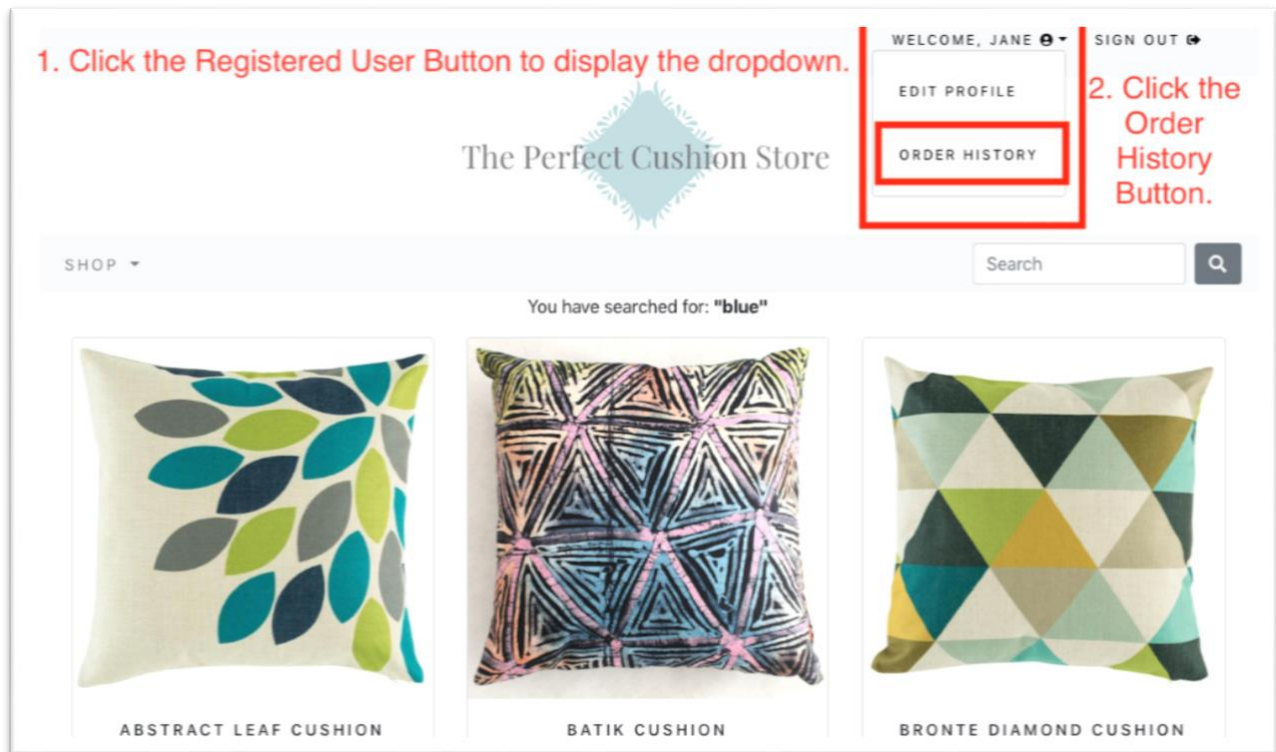 WELCOME, JANE
SIGN OUT
1. Click the Registered User Button to display the dropdown.
EDIT PROFILE
ORDER HISTORY
2. Click the
Order
History
Button.
The Perfect Cushion Store
SHOP
Search
You have searched for: "blue"
ABSTRACT LEAF CUSHION
BATIK CUSHION
BRONTE DIAMOND CUSHION